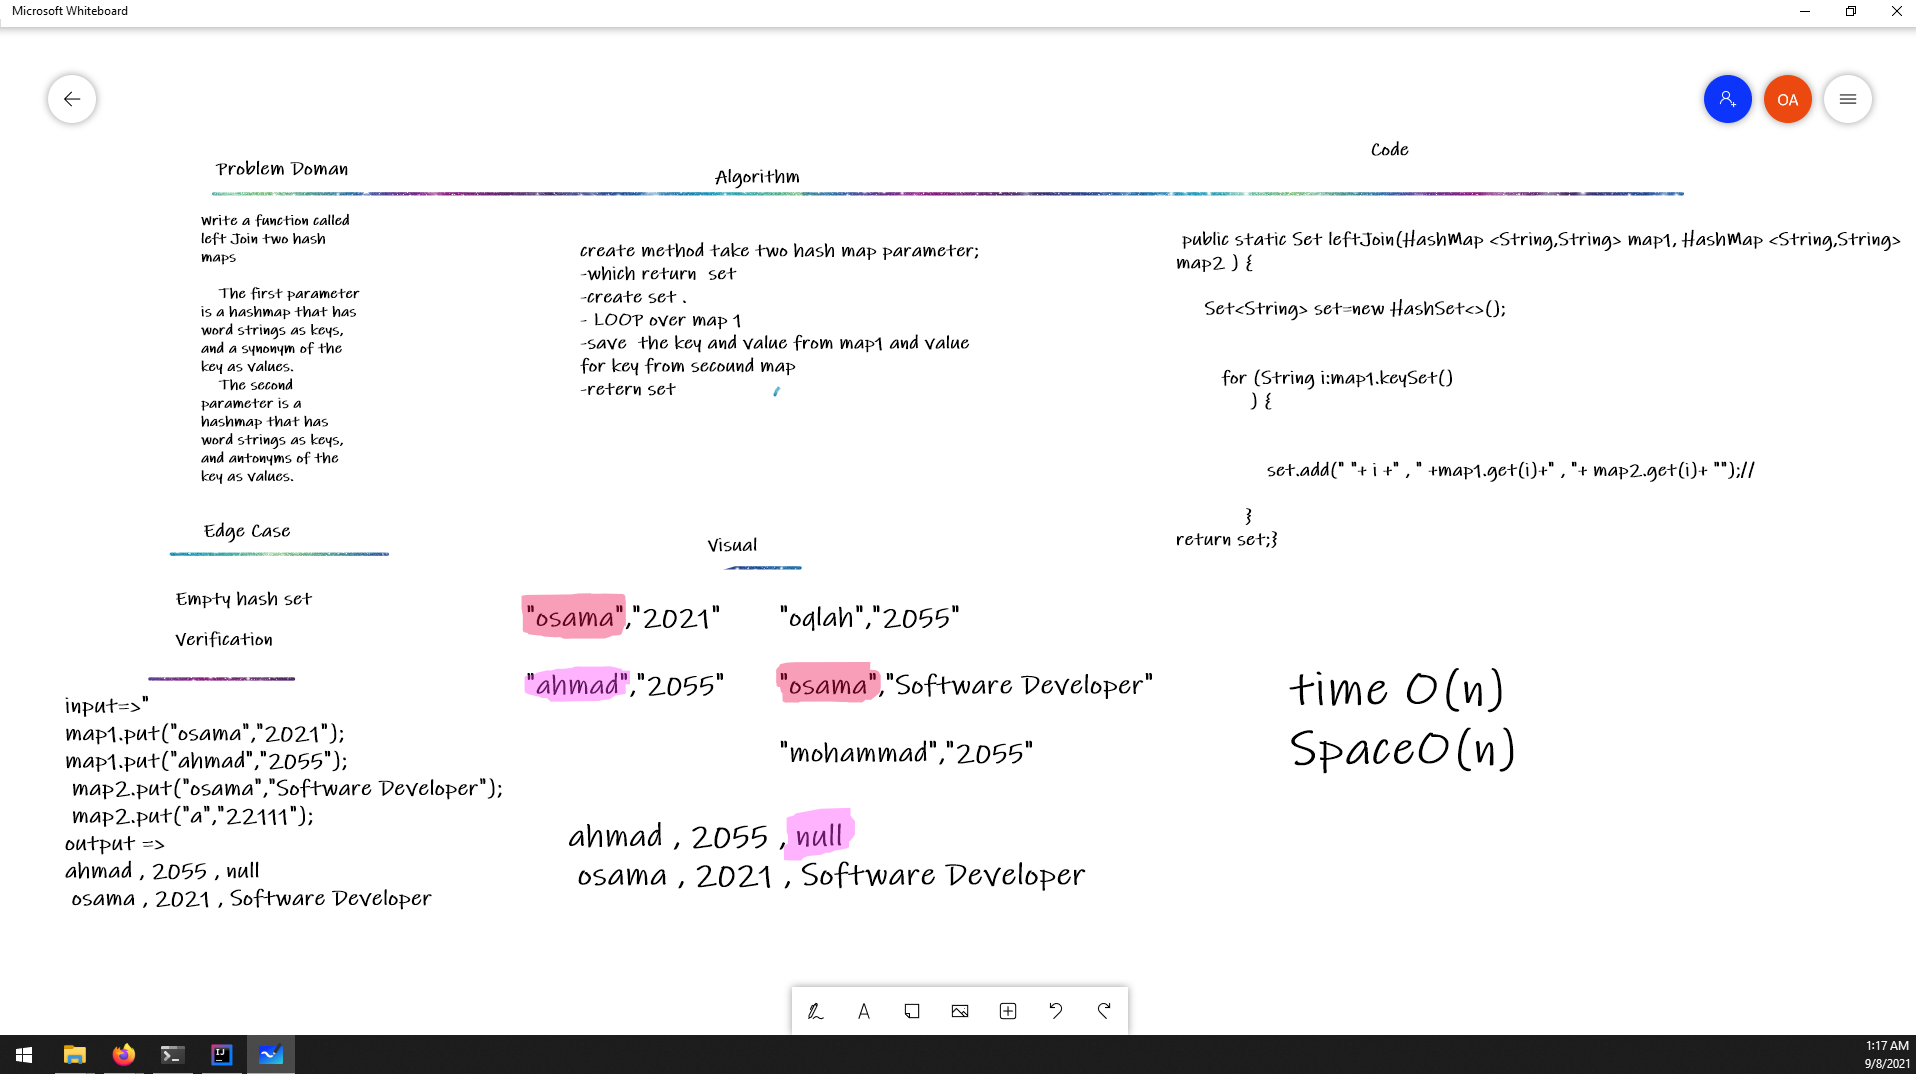 Microsoft Whiteboard
OA
Problem Doman
Write a function called
left Join two hash
maps
The first parameter
is a hashmap that has
word strings as keys,
and a synonym of the
key as values.
The second
parameter is a
hashmap that has
word strings as keys,
and antonyms of the
key as values.
Algorithm
create method take two hash map parameter;
-which return set
-create set .
- LOOP over map 1
-save the key and value from map1 and value
for key from secound map
-retern set
Code
public static Set leftJoin(HashMap <String,String> map1, HashMap <String,String>
map2 ) {
Set<String> set=new HashSet<>();
for (String i:map1.keySet()
) {
set.add(" "+ i +" , " +map1.get(i)+" , "+ map2.get(i)+ "");//
}
return set;}
Edge Case
Empty hash set
Verification
input=>"
map1.put("osama","2021");
map1.put("ahmad","2055");
map2.put("osama","Software Developer");
map2.put("a","22111");
output =>
ahmad , 2055 , null
osama , 2021 , Software Developer
Visual
"osama","2021" "oqlah","2055"
"ahmad","2055" "osama","Software Developer"
"mohammad","2055"
ahmad , 2055 , null
osama , 2021 , Software Developer
time O(n)
SpaceO(n)
1:17 AM
9/8/2021